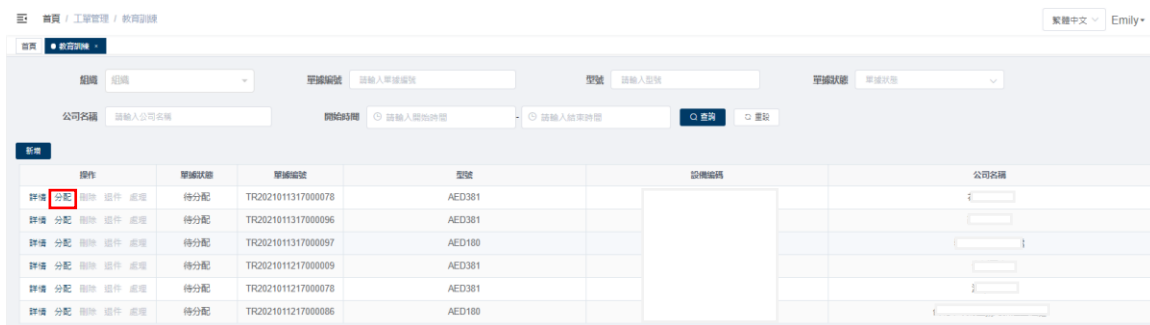 首頁 / 工單管理 / 教育訓練
繁體中文 Emily
首頁 教育訓練 ×
組織 組織 單據編號 請輸入單據編號 型號 請輸入型號 單據狀態 單據狀態
公司名稱 請輸入公司名稱 開始時間 請輸入開始時間 - 請輸入結束時間 查詢 重設
新增
操作 單據狀態 單據編號 型號 設備編碼 公司名稱
詳情 分配 刪除 退件 處理 待分配 TR2021011317000078 AED381
詳情 分配 刪除 退件 處理 待分配 TR2021011317000096 AED381
詳情 分配 刪除 退件 處理 待分配 TR2021011317000097 AED180
詳情 分配 刪除 退件 處理 待分配 TR2021011217000009 AED381
詳情 分配 刪除 退件 處理 待分配 TR2021011217000078 AED381
詳情 分配 刪除 退件 處理 待分配 TR2021011217000086 AED180